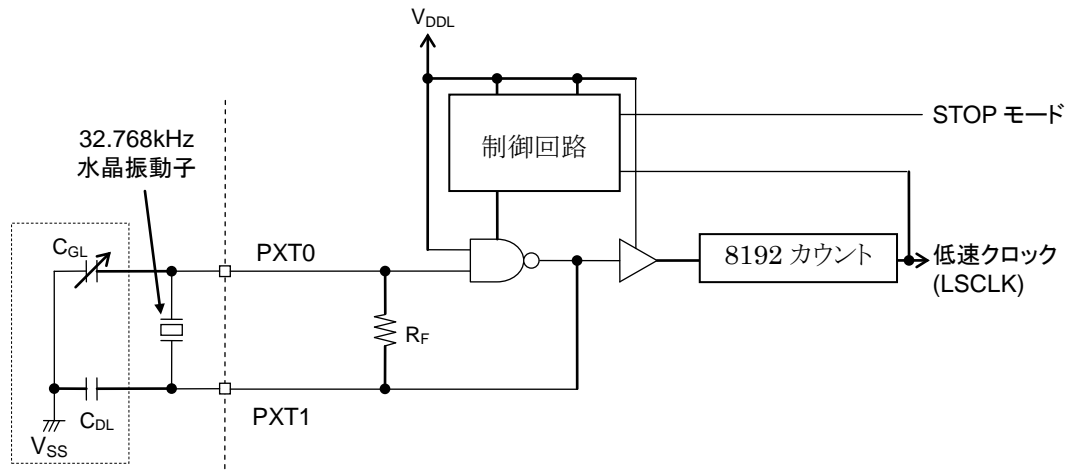 VDDL
STOP モード
32.768kHz
水晶振動子
制御回路
CGL
PXT0
8192 カウント
低速クロック
(LSCLK)
RF
CDL
PXT1
VSS